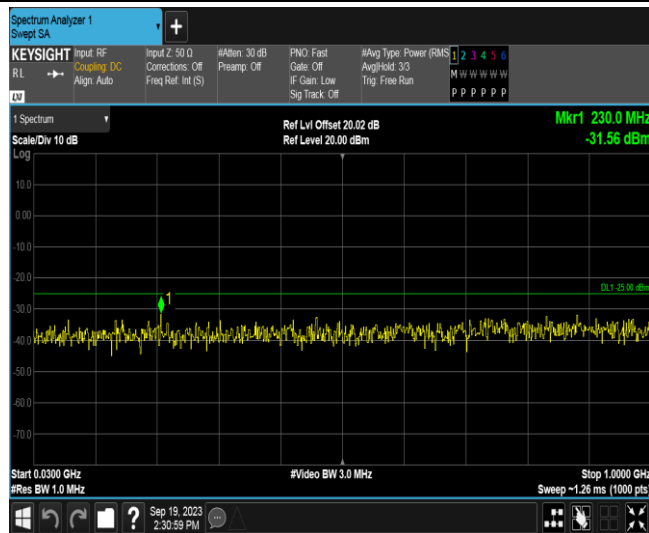 Spectrum Analyzer 1
Swept SA
+
KEYSIGHT
RL
LXI
Input: RF
Coupling: DC
Align: Auto
Input Z: 50 Ω
Corrections: Off
Freq Ref: Int (S)
#Atten: 30 dB
Preamp: Off
PNO: Fast
Gate: Off
IF Gain: Low
Sig Track: Off
#Avg Type: Power (RMS
Avg|Hold: 3/3
Trig: Free Run
1 2 3 4 5 6
M W W W W W
P P P P P P
1 Spectrum
Scale/Div 10 dB
Log
Ref Lvl Offset 20.02 dB
Ref Level 20.00 dBm
Mkr1 230.0 MHz
-31.56 dBm
10.0
0.00
-10.0
-20.0
DL1 -25.00 dBm
1
-30.0
-40.0
-50.0
-60.0
-70.0
Start 0.0300 GHz
#Res BW 1.0 MHz
#Video BW 3.0 MHz
Stop 1.0000 GHz
Sweep ~1.26 ms (1000 pts)
?
Sep 19, 2023
2:30:59 PM